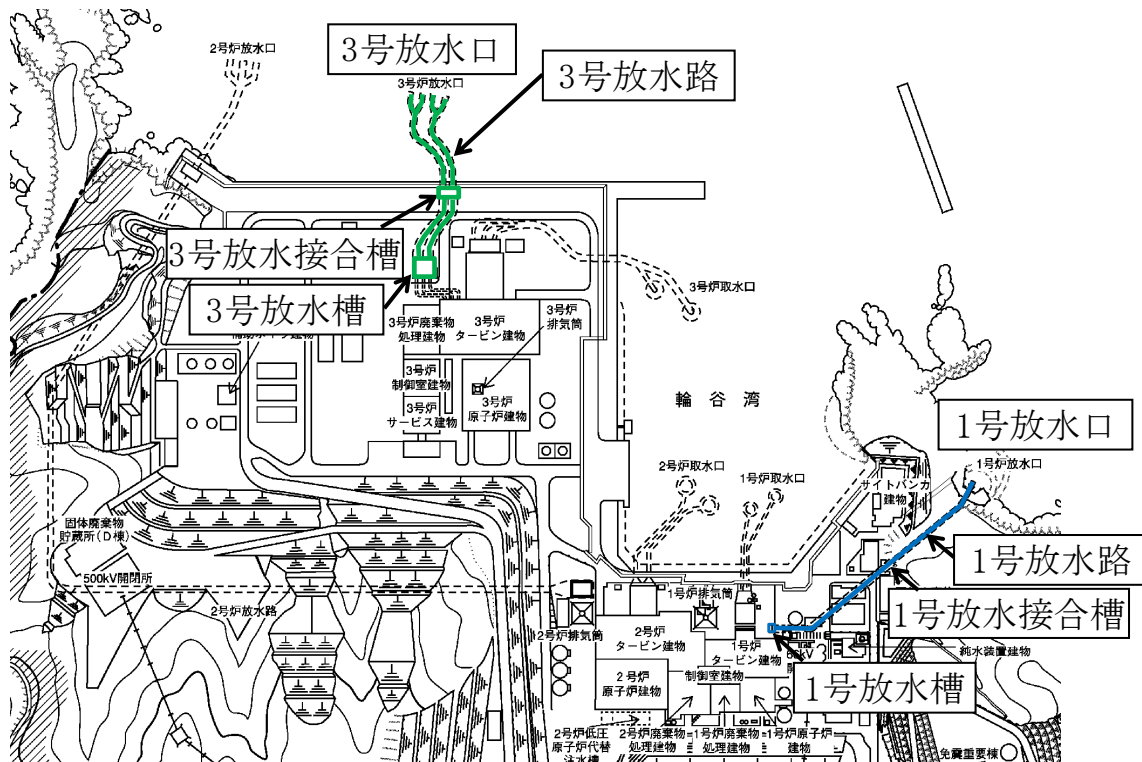 2号炉放水口
3号放水口
3号炉放水口
3号放水路
3号放水接合槽
3号放水槽
3号炉取水口
3号炉
排気筒
3号炉廃棄物
処理建物
3号炉
タービン建物
3号炉
制御室建物
3号炉
原子炉建物
3号炉
サービス建物
輪谷湾
1号放水口
1号炉放水口
サイトバンカ
建物
2号炉取水口
1号炉取水口
固体廃棄物
貯蔵所(D棟)
500kV開閉所
2号炉放水路
1号放水路
1号放水接合槽
1号放水槽
純水装置建物
2号炉排気筒
1号炉排気筒
2号炉
タービン建物
1号炉
タービン建物
制御室建物
2号炉
原子炉建物
2号炉低圧
原子炉代替
注水槽
2号炉廃棄物
処理建物
1号炉廃棄物
処理建物
1号炉原子炉
建物
免震重要棟